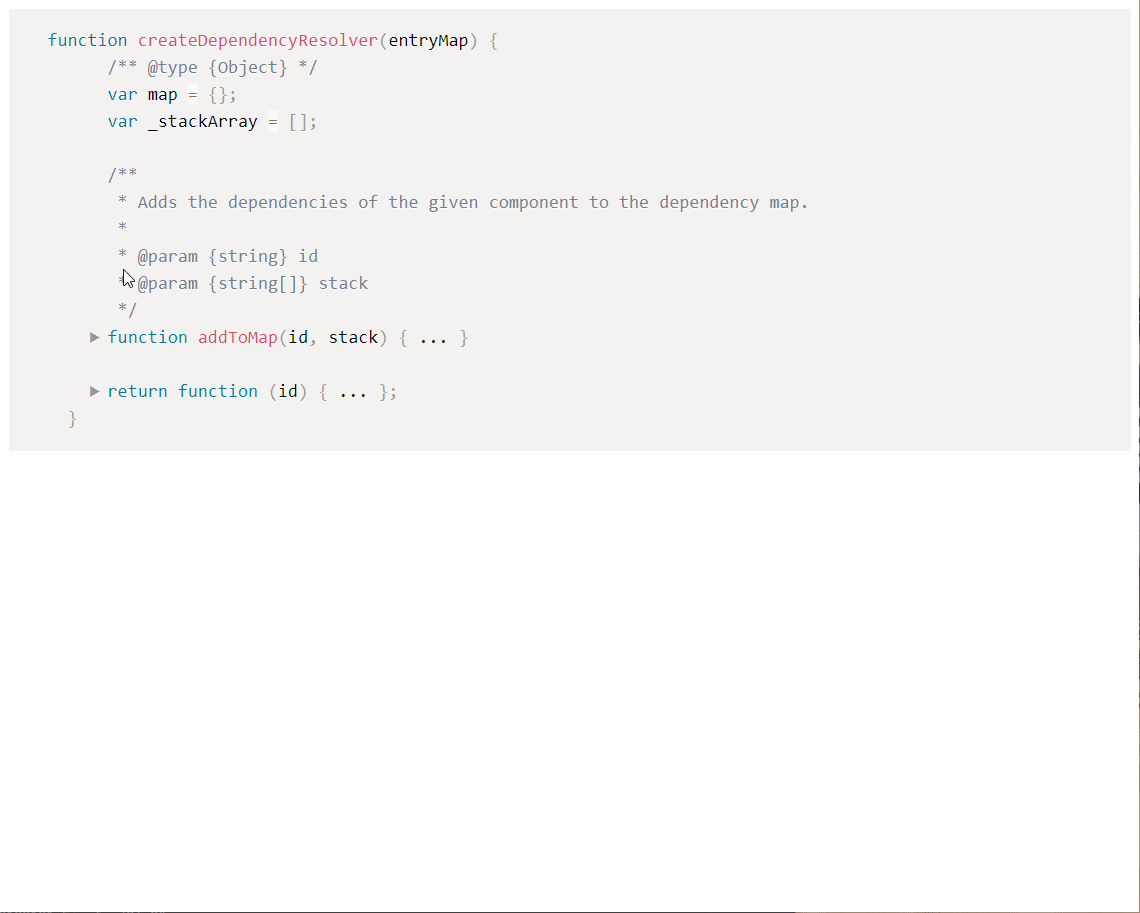 function createDependencyResolver(entryMap) {
/** @type {Object} */
var map = {};
var _stackArray = [];
/**
* Adds the dependencies of the given component to the dependency map.
*
* @param {string} id
* @param {string[]} stack
*/
function addToMap(id, stack) { ... }
return function (id) { ... };
}